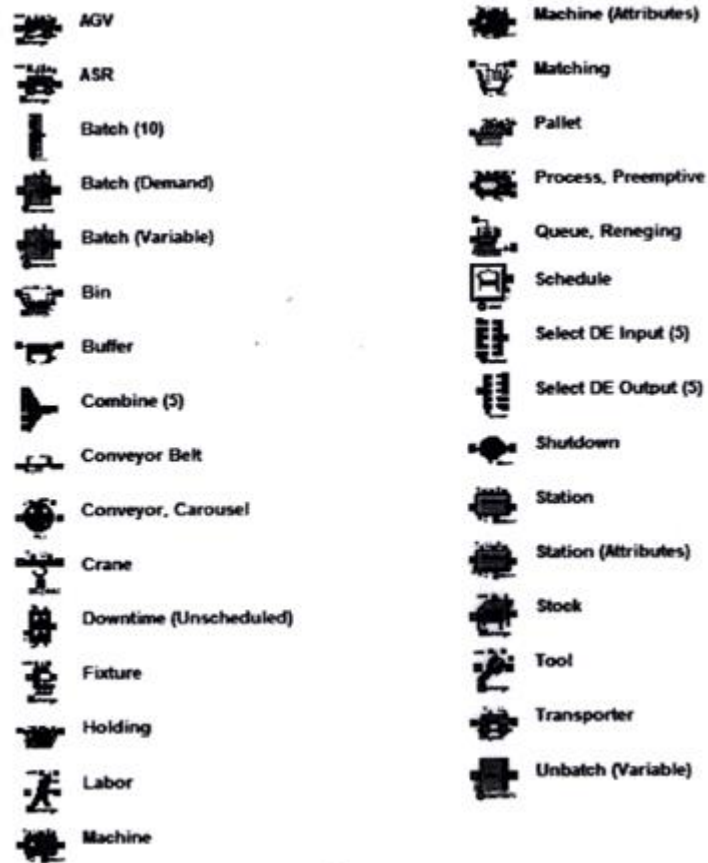 AGV
ASR
Batch (10)
Batch (Demand)
Batch (Variable)
Bin
Buffer
Combine (5)
Conveyor Belt
Conveyor, Carousel
Crane
Downtime (Unscheduled)
Fixture
Holding
Labor
Machine
Machine (Attributes)
Matching
Pallet
Process, Preemptive
Queue, Reneging
Schedule
Select DE Input (5)
Select DE Output (5)
Shutdown
Station
Station (Attributes)
Stock
Tool
Transporter
Unbatch (Variable)